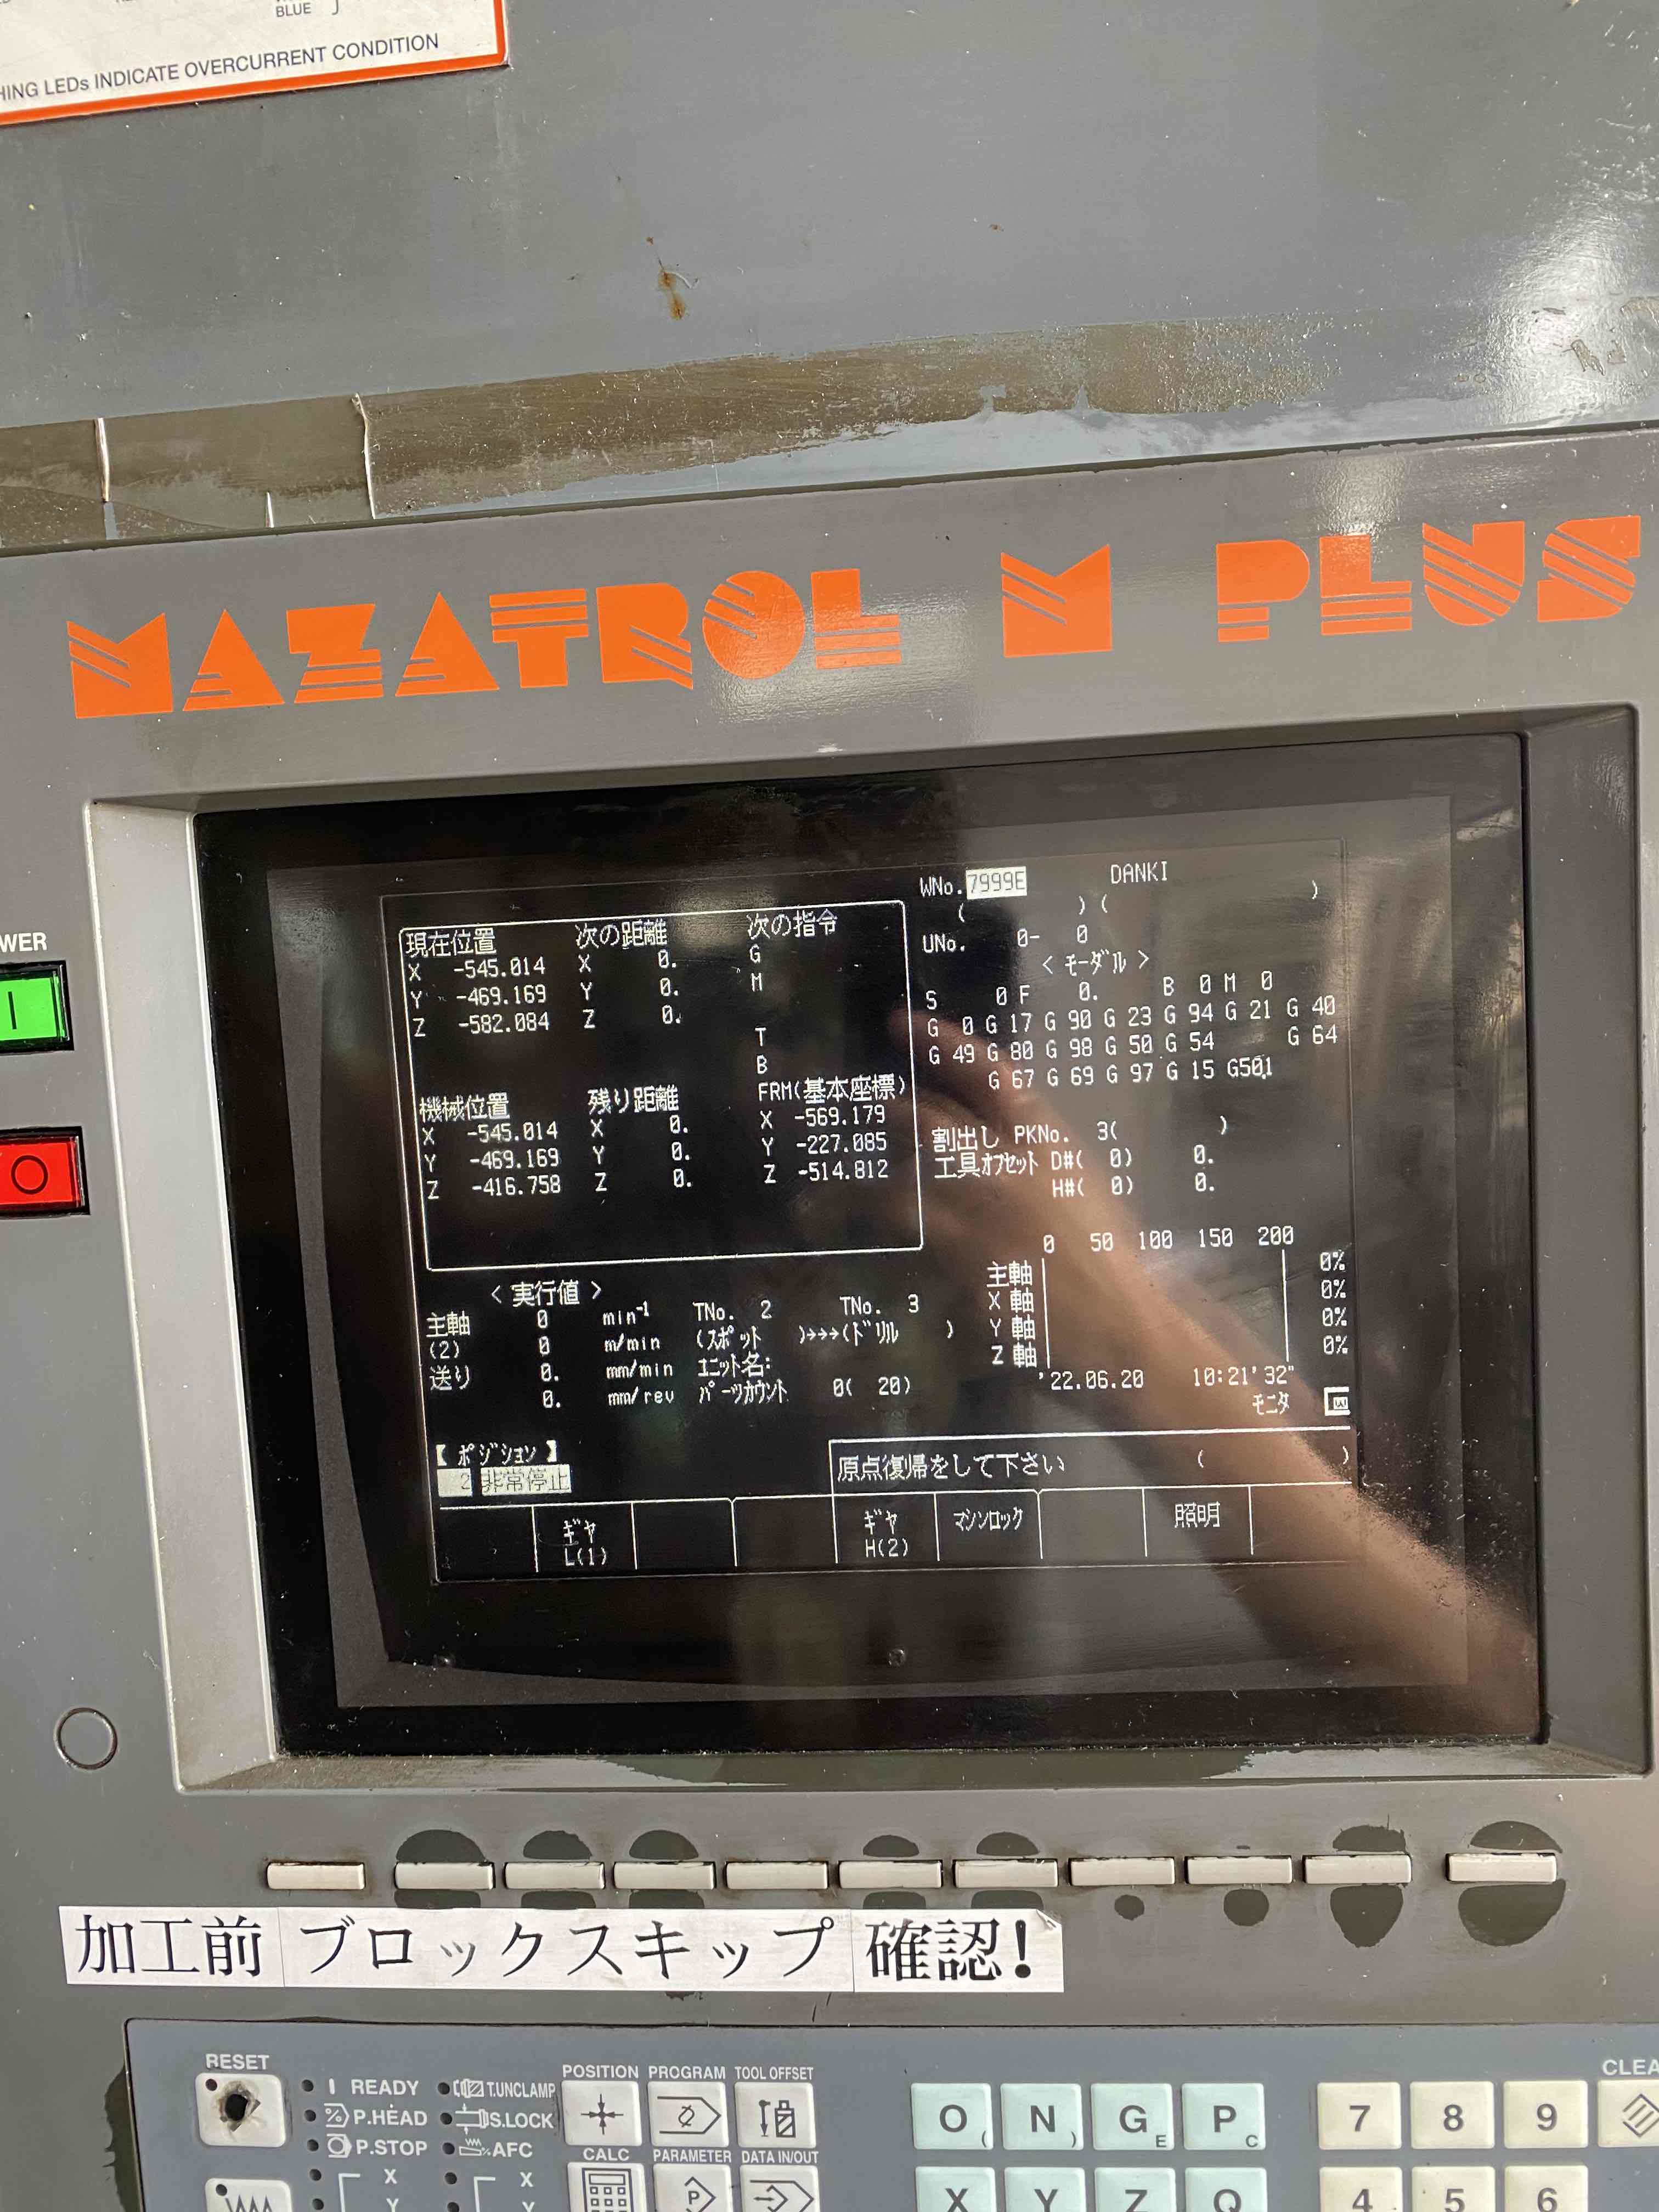 BLUE
HING LEDs INDICATE OVERCURRENT CONDITION
MAZATROL M PLUS
WNo. 7999E DANKI
( ) ( )
UNo. 0- 0
< モーダル >
S 0 F 0. B 0 M 0
G 0 G 17 G 90 G 23 G 94 G 21 G 40
G 49 G 80 G 98 G 50 G 54 G 64
G 67 G 69 G 97 G 15 G50.1
現在位置 次の距離 次の指令
X -545.014 X 0. G
Y -469.169 Y 0. M
Z -582.084 Z 0.
T
B
機械位置 残り距離 FRM(基本座標)
X -545.014 X 0. X -569.179
Y -469.169 Y 0. Y -227.085
Z -416.758 Z 0. Z -514.812
割出し PKNo. 3( )
工具オフセット D#( 0) 0.
H#( 0) 0.
0 50 100 150 200
主軸 0%
X 軸 0%
Y 軸 0%
Z 軸 0%
< 実行値 >
主軸 0 min-1 TNo. 2 TNo. 3
(2) 0 m/min (スポット )→→→(ドリル )
送り 0. mm/min ユニット名:
0. mm/rev パーツカウント 0( 20)
'22.06.20 10:21'32"
モニタ
【 ポジション 】
2 非常停止
原点復帰をして下さい ( )
ギヤ L(1)
ギヤ H(2)
マシンロック
照明
WER
I
O
加工前 ブロックスキップ 確認!
RESET
READY
P.HEAD
P.STOP
X
Y
T.UNCLAMP
S.LOCK
AFC
X
Y
POSITION PROGRAM TOOL OFFSET
CALC PARAMETER DATA IN/OUT
P
O ( N ) G E P C
X Y Z Q
7 8 9
4 5 6
CLEA